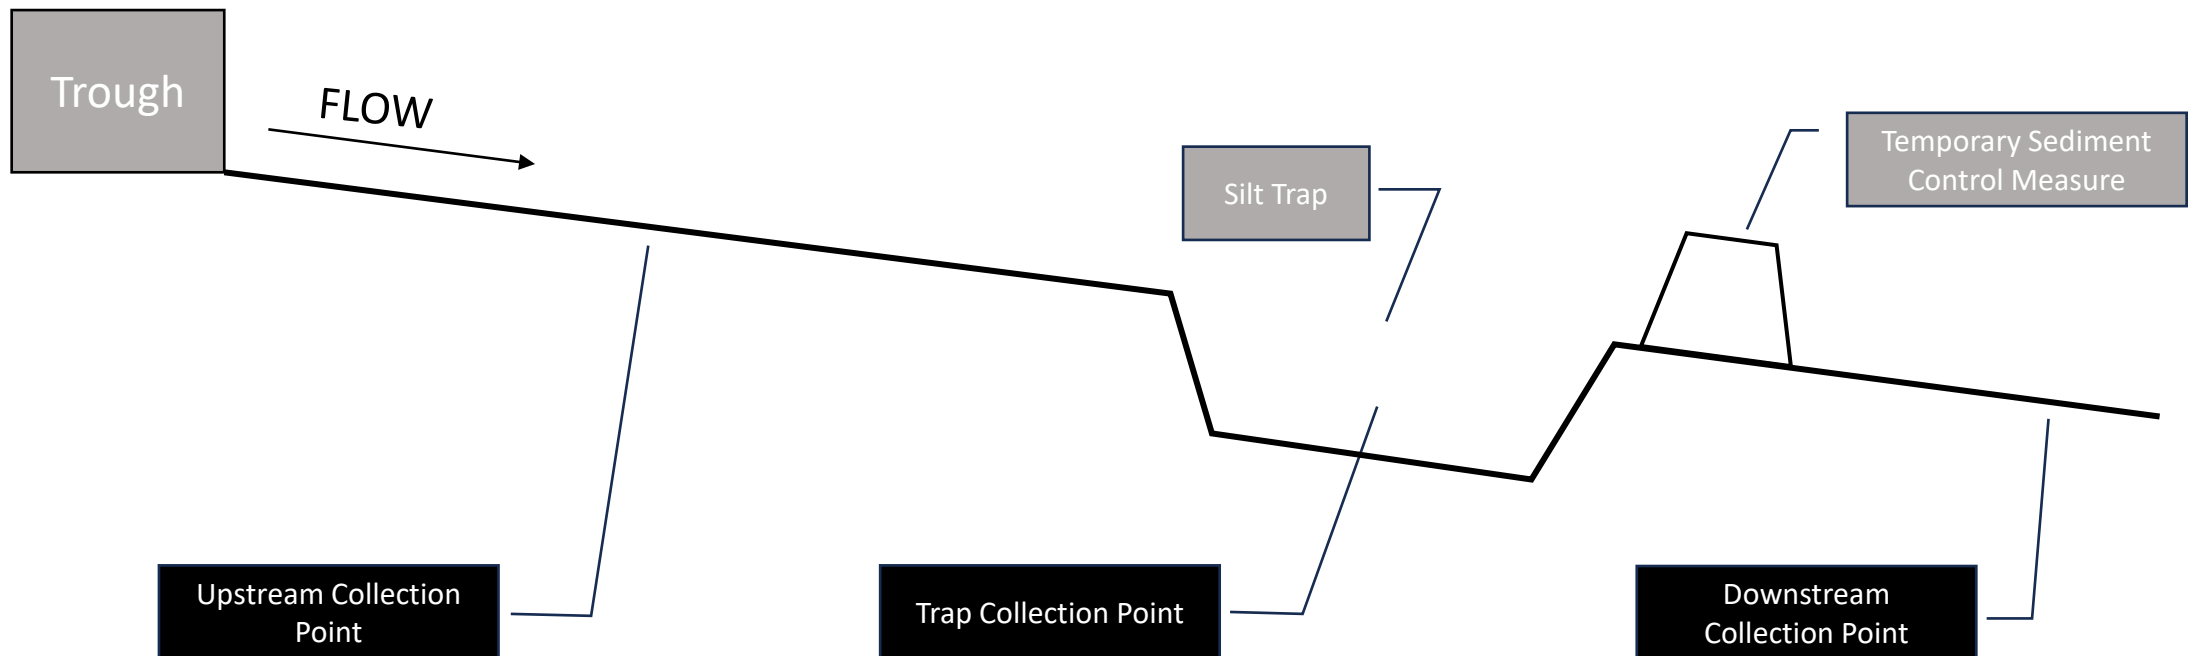 Trough
FLOW
Silt Trap
Temporary Sediment
Control Measure
Upstream Collection
Point
Trap Collection Point
Downstream
Collection Point